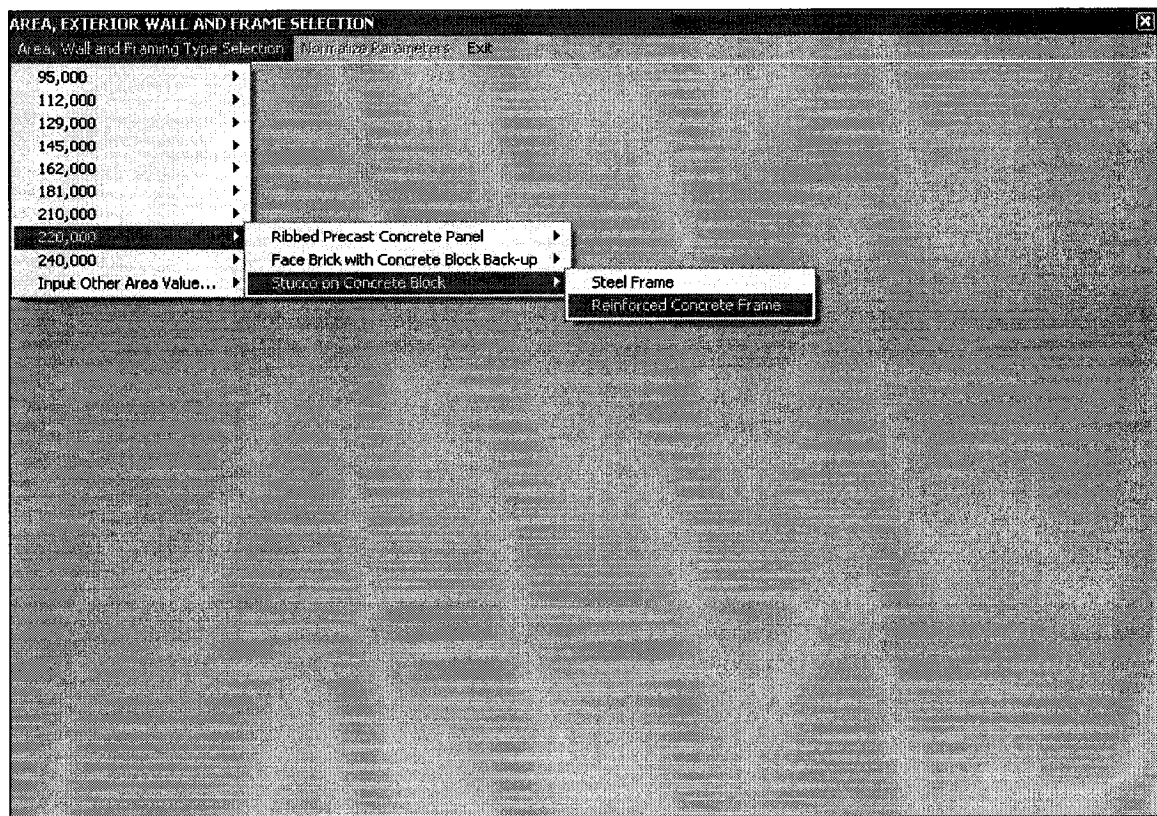 AREA, EXTERIOR WALL AND FRAME SELECTION
Area, Wall and Framing Type Selection Normalize Parameters Exit
95,000
112,000
129,000
145,000
162,000
181,000
210,000
220,000 Ribbed Precast Concrete Panel
240,000 Face Brick with Concrete Block Back-up
Input Other Area Value... Stucco on Concrete Block Steel Frame
Reinforced Concrete Frame